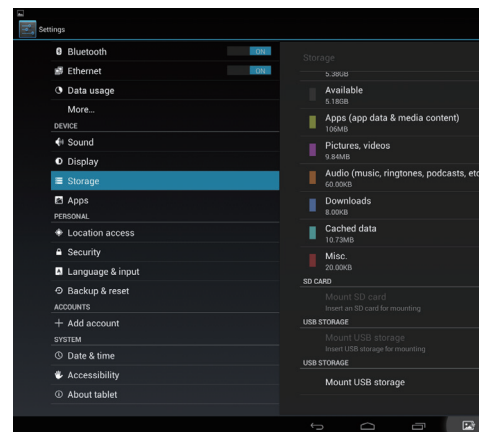 Settings
Bluetooth
ON
Ethernet
ON
Data usage
More...
DEVICE
Sound
Display
Storage
Apps
PERSONAL
Location access
Security
Language & input
Backup & reset
ACCOUNTS
Add account
SYSTEM
Date & time
Accessibility
About tablet
Storage
5.38GB
Available
5.18GB
Apps (app data & media content)
106MB
Pictures, videos
9.84MB
Audio (music, ringtones, podcasts, etc
60.00KB
Downloads
8.00KB
Cached data
10.73MB
Misc.
20.00KB
SD CARD
Mount SD card
Insert an SD card for mounting
USB STORAGE
Mount USB storage
Insert USB storage for mounting
USB STORAGE
Mount USB storage